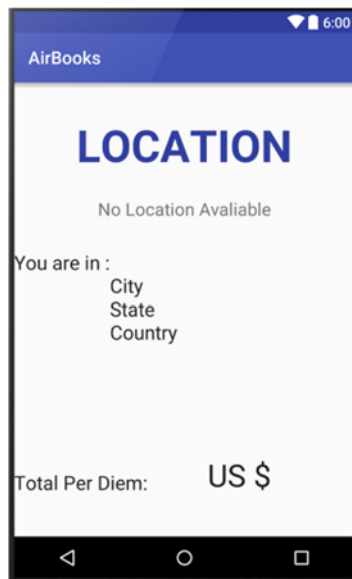 6:00
AirBooks
LOCATION
No Location Avaliable
You are in :
City
State
Country
Total Per Diem: US $